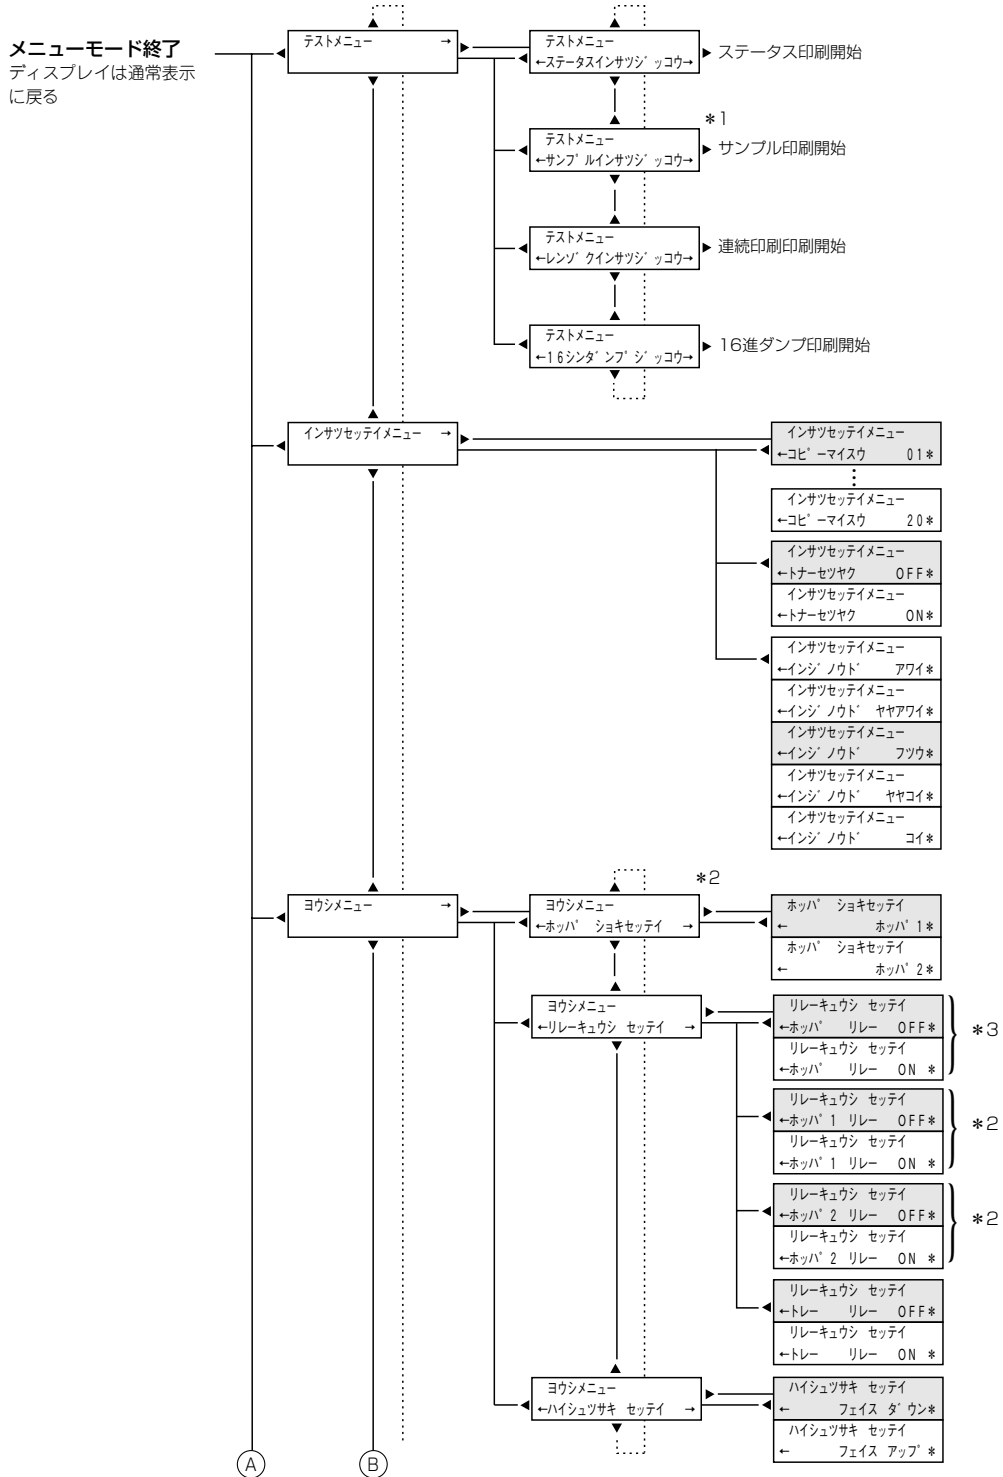 メニューモード終了
ディスプレイは通常表示
に戻る
テストメニュー →
テストメニュー
←ステータスインサツジッコウ→
ステータス印刷開始
*1
テストメニュー
←サンプルインサツジッコウ→
サンプル印刷開始
テストメニュー
←レンゾクインサツジッコウ→
連続印刷印刷開始
テストメニュー
←16シンダンプジッコウ→
16進ダンプ印刷開始
インサツセッテイメニュー →
インサツセッテイメニュー
←コピーマイスウ 01*
インサツセッテイメニュー
←コピーマイスウ 20*
インサツセッテイメニュー
←トナーセツヤク OFF*
インサツセッテイメニュー
←トナーセツヤク ON*
インサツセッテイメニュー
←インジノウド アワイ*
インサツセッテイメニュー
←インジノウド ヤヤアワイ*
インサツセッテイメニュー
←インジノウド フツウ*
インサツセッテイメニュー
←インジノウド ヤヤコイ*
インサツセッテイメニュー
←インジノウド コイ*
ヨウシメニュー →
*2
ヨウシメニュー
←ホッパ ショキセッテイ →
ホッパ ショキセッテイ
← ホッパ1*
ホッパ ショキセッテイ
← ホッパ2*
ヨウシメニュー
←リレーキュウシ セッテイ →
リレーキュウシ セッテイ
←ホッパ リレー OFF*
リレーキュウシ セッテイ
←ホッパ リレー ON *
*3
リレーキュウシ セッテイ
←ホッパ1 リレー OFF*
リレーキュウシ セッテイ
←ホッパ1 リレー ON *
*2
リレーキュウシ セッテイ
←ホッパ2 リレー OFF*
リレーキュウシ セッテイ
←ホッパ2 リレー ON *
*2
リレーキュウシ セッテイ
←トレー リレー OFF*
リレーキュウシ セッテイ
←トレー リレー ON *
ヨウシメニュー
←ハイシュツサキ セッテイ →
ハイシュツサキ セッテイ
← フェイス ダウン*
ハイシュツサキ セッテイ
← フェイス アップ*
A
B